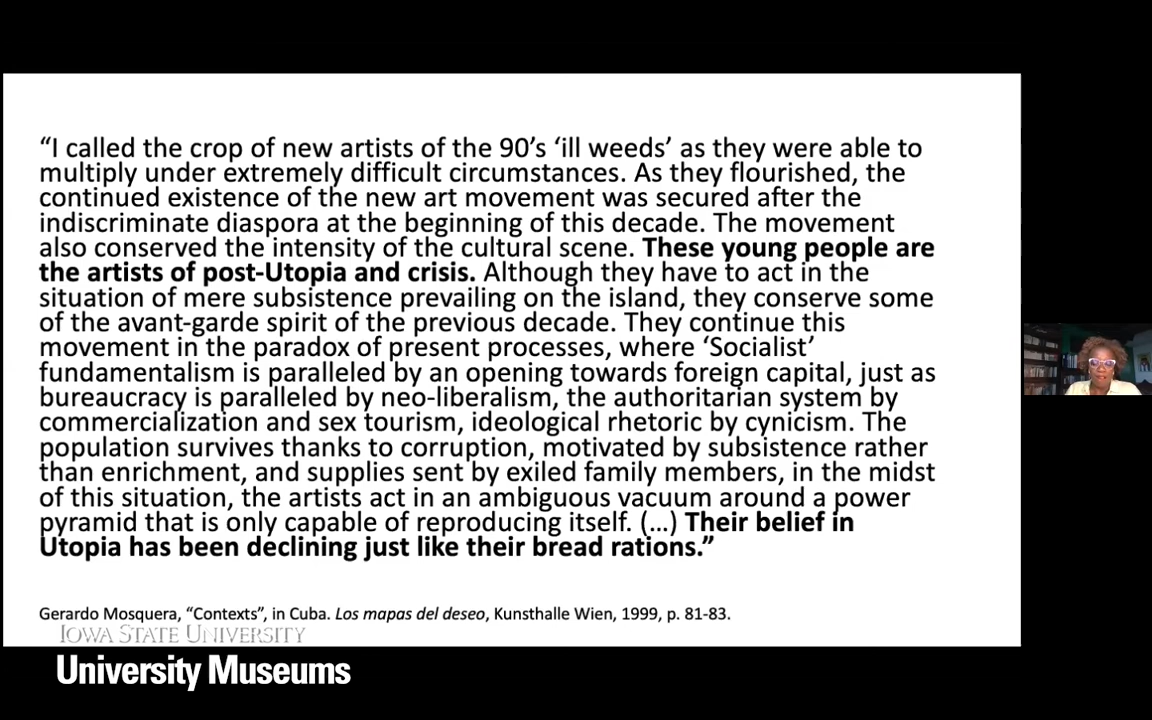 “I called the crop of new artists of the 90’s ‘ill weeds’ as they were able to
multiply under extremely difficult circumstances. As they flourished, the
continued existence of the new art movement was secured after the
indiscriminate diaspora at the beginning of this decade. The movement
also conserved the intensity of the cultural scene. These young people are
the artists of post-Utopia and crisis. Although they have to act in the
situation of mere subsistence prevailing on the island, they conserve some
of the avant-garde spirit of the previous decade. They continue this
movement in the paradox of present processes, where ‘Socialist’
fundamentalism is paralleled by an opening towards foreign capital, just as
bureaucracy is paralleled by neo-liberalism, the authoritarian system by
commercialization and sex tourism, ideological rhetoric by cynicism. The
population survives thanks to corruption, motivated by subsistence rather
than enrichment, and supplies sent by exiled family members, in the midst
of this situation, the artists act in an ambiguous vacuum around a power
pyramid that is only capable of reproducing itself. (…) Their belief in
Utopia has been declining just like their bread rations.”
Gerardo Mosquera, “Contexts”, in Cuba. Los mapas del deseo, Kunsthalle Wien, 1999, p. 81-83.
IOWA STATE UNIVERSITY
University Museums